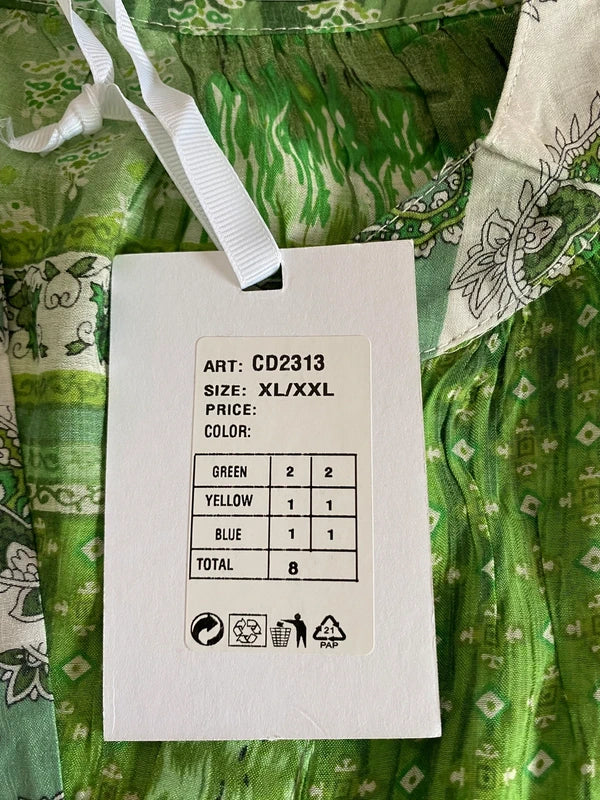 ART: CD2313
SIZE: XL/XXL
PRICE:
COLOR:
GREEN 2 2
YELLOW 1 1
BLUE 1 1
TOTAL 8
21
PAP